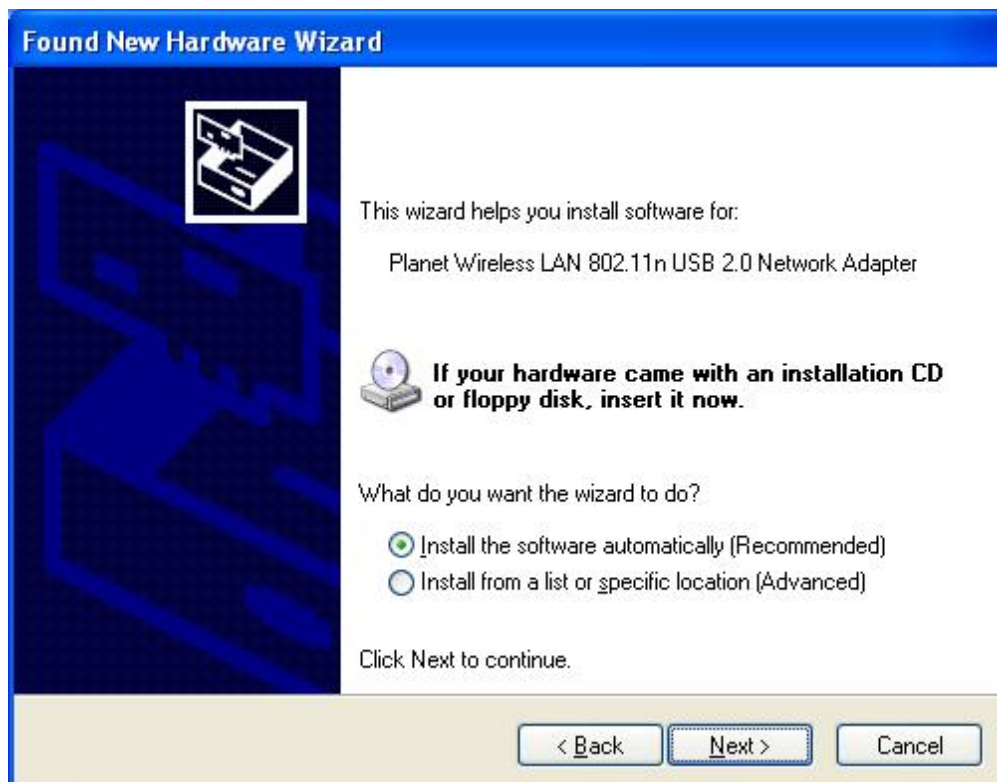 Found New Hardware Wizard
This wizard helps you install software for:
Planet Wireless LAN 802.11n USB 2.0 Network Adapter
If your hardware came with an installation CD
or floppy disk, insert it now.
What do you want the wizard to do?
Install the software automatically (Recommended)
Install from a list or specific location (Advanced)
Click Next to continue.
< Back
Next >
Cancel